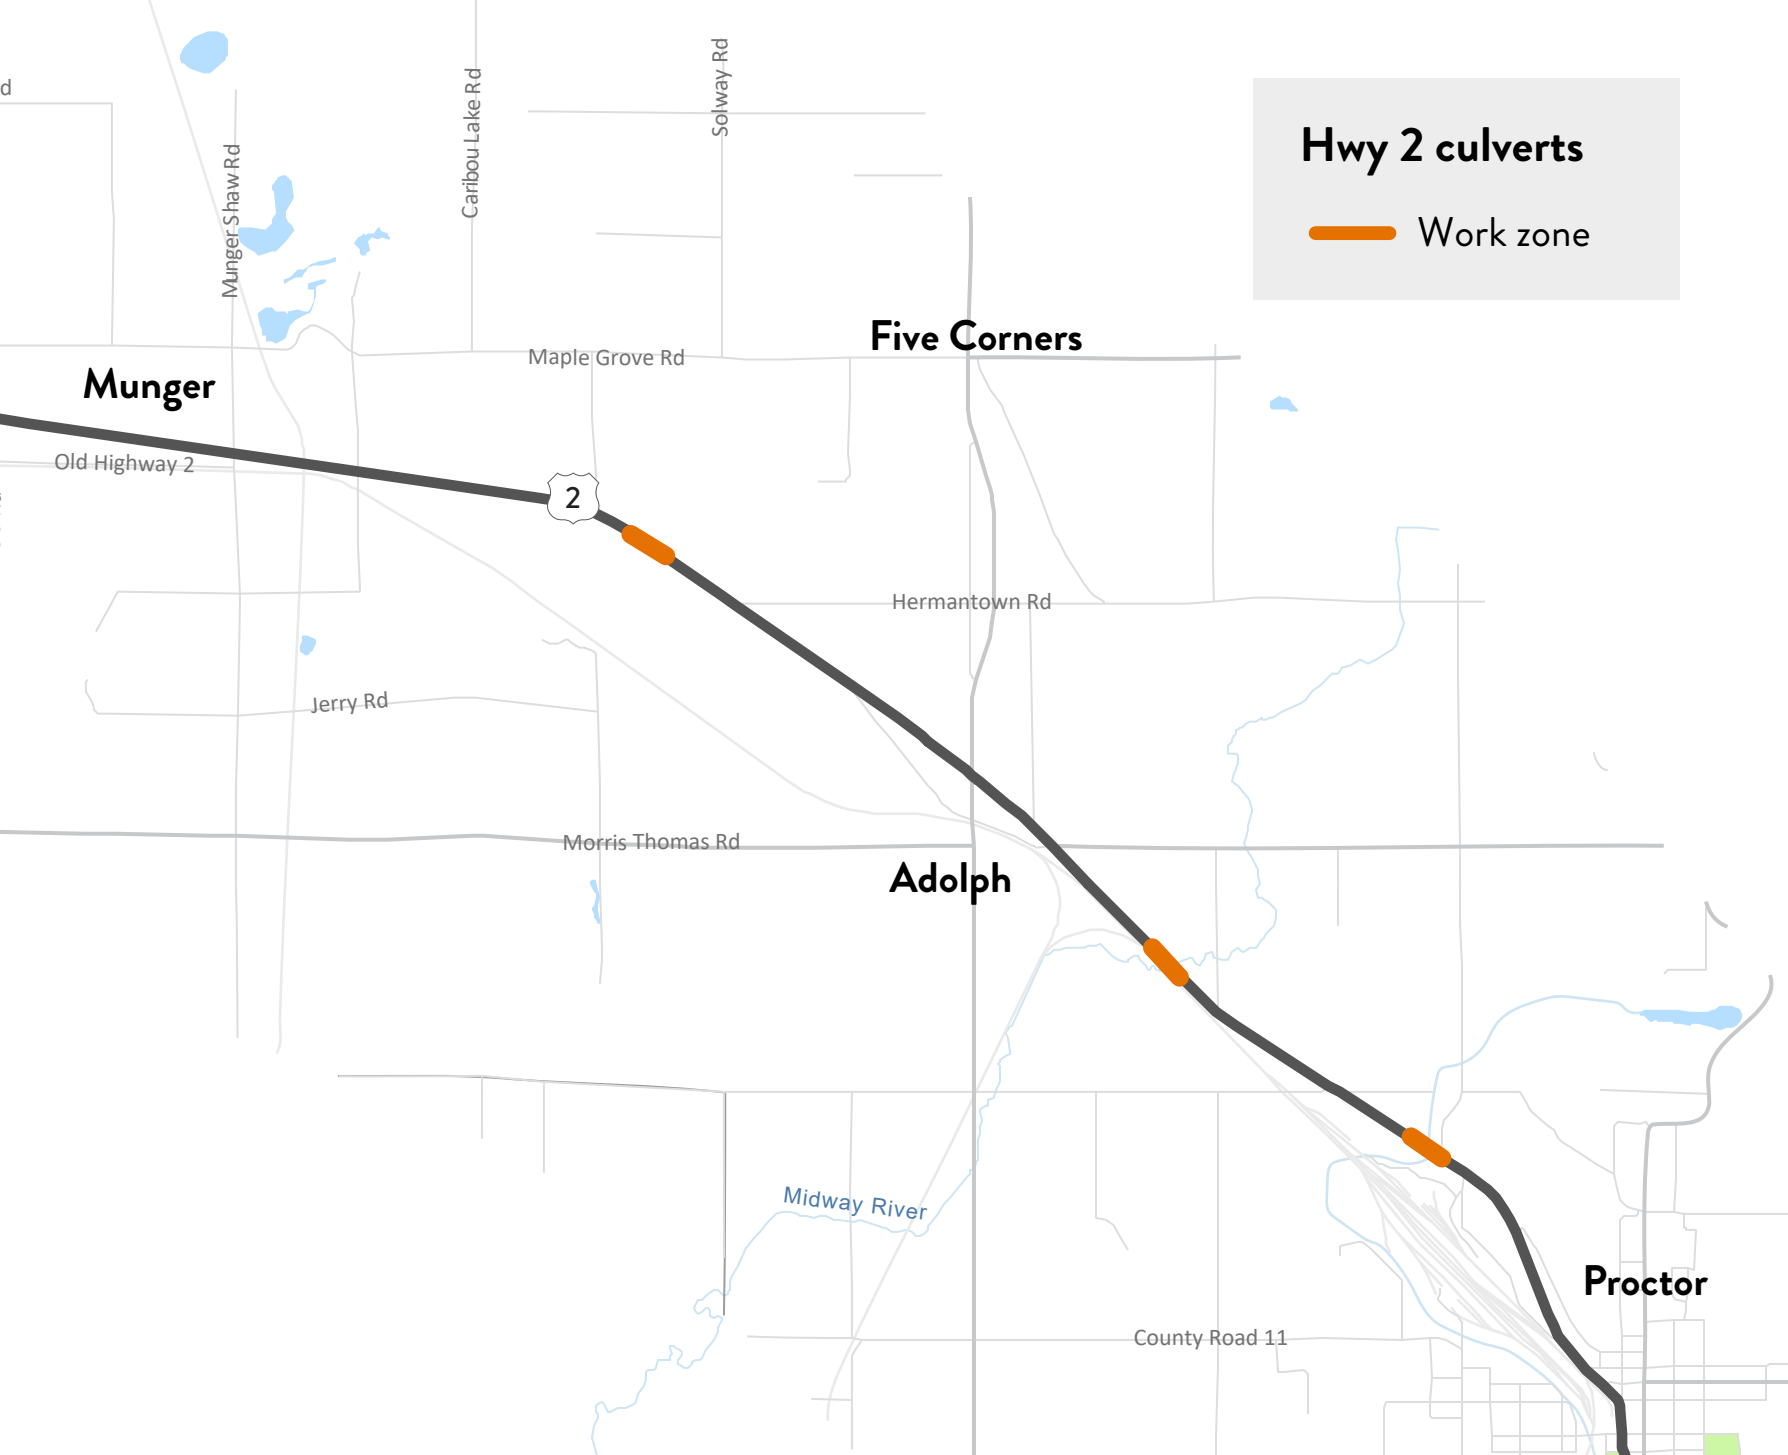 d
Solway Rd
Caribou Lake Rd
Munger Shaw Rd
Hwy 2 culverts
Work zone
Five Corners
Maple Grove Rd
Munger
Old Highway 2
2
Hermantown Rd
Jerry Rd
Morris Thomas Rd
Adolph
Midway River
Proctor
County Road 11